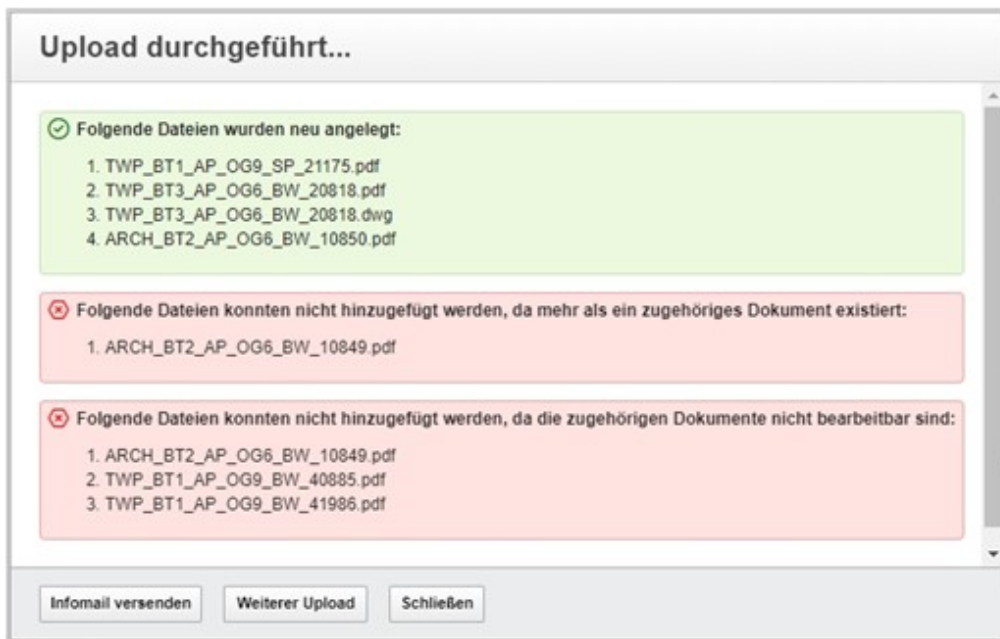 Upload durchgeführt...
Folgende Dateien wurden neu angelegt:
1. TWP_BT1_AP_OG9_SP_21175.pdf
2. TWP_BT3_AP_OG6_BW_20818.pdf
3. TWP_BT3_AP_OG6_BW_20818.dwg
4. ARCH_BT2_AP_OG6_BW_10850.pdf
Folgende Dateien konnten nicht hinzugefügt werden, da mehr als ein zugehöriges Dokument existiert:
1. ARCH_BT2_AP_OG6_BW_10849.pdf
Folgende Dateien konnten nicht hinzugefügt werden, da die zugehörigen Dokumente nicht bearbeitbar sind:
1. ARCH_BT2_AP_OG6_BW_10849.pdf
2. TWP_BT1_AP_OG9_BW_40885.pdf
3. TWP_BT1_AP_OG9_BW_41986.pdf
Infomail versenden Weiterer Upload Schließen